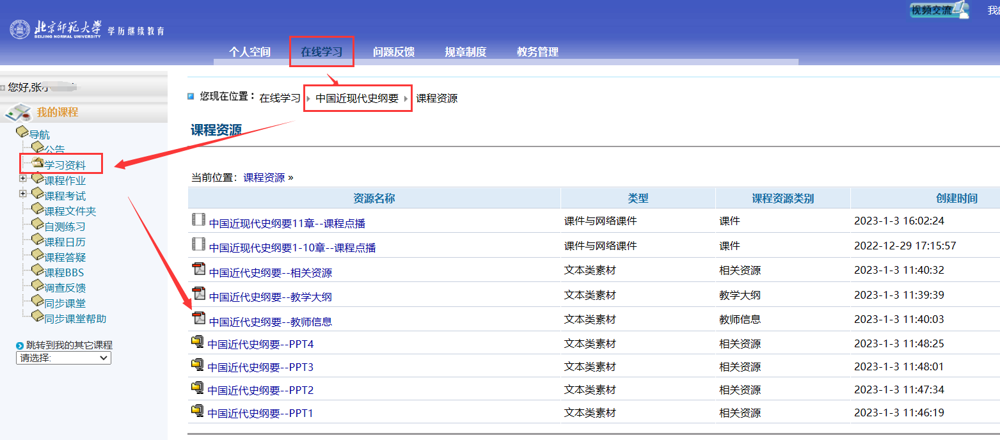 视频交流
我的
北京师范大学 学历继续教育
BEIJING NORMAL UNIVERSITY
个人空间 在线学习 问题反馈 规章制度 教务管理
您好,张小
我的课程
导航
公告
学习资料
课程作业
课程考试
课程文件夹
自测练习
课程日历
课程答疑
课程BBS
调查反馈
同步课堂
同步课堂帮助
跳转到我的其它课程
请选择:
您现在位置: 在线学习 中国近现代史纲要 课程资源
课程资源
当前位置: 课程资源 »
资源名称 类型 课程资源类别 创建时间
中国近现代史纲要11章--课程点播 课件与网络课件 课件 2023-1-3 16:02:24
中国近现代史纲要1-10章--课程点播 课件与网络课件 课件 2022-12-29 17:15:57
中国近代史纲要--相关资源 文本类素材 相关资源 2023-1-3 11:40:32
中国近代史纲要--教学大纲 文本类素材 教学大纲 2023-1-3 11:39:39
中国近代史纲要--教师信息 文本类素材 教师信息 2023-1-3 11:40:03
中国近代史纲要--PPT4 文本类素材 相关资源 2023-1-3 11:48:25
中国近代史纲要--PPT3 文本类素材 相关资源 2023-1-3 11:48:01
中国近代史纲要--PPT2 文本类素材 相关资源 2023-1-3 11:47:34
中国近代史纲要--PPT1 文本类素材 相关资源 2023-1-3 11:46:19